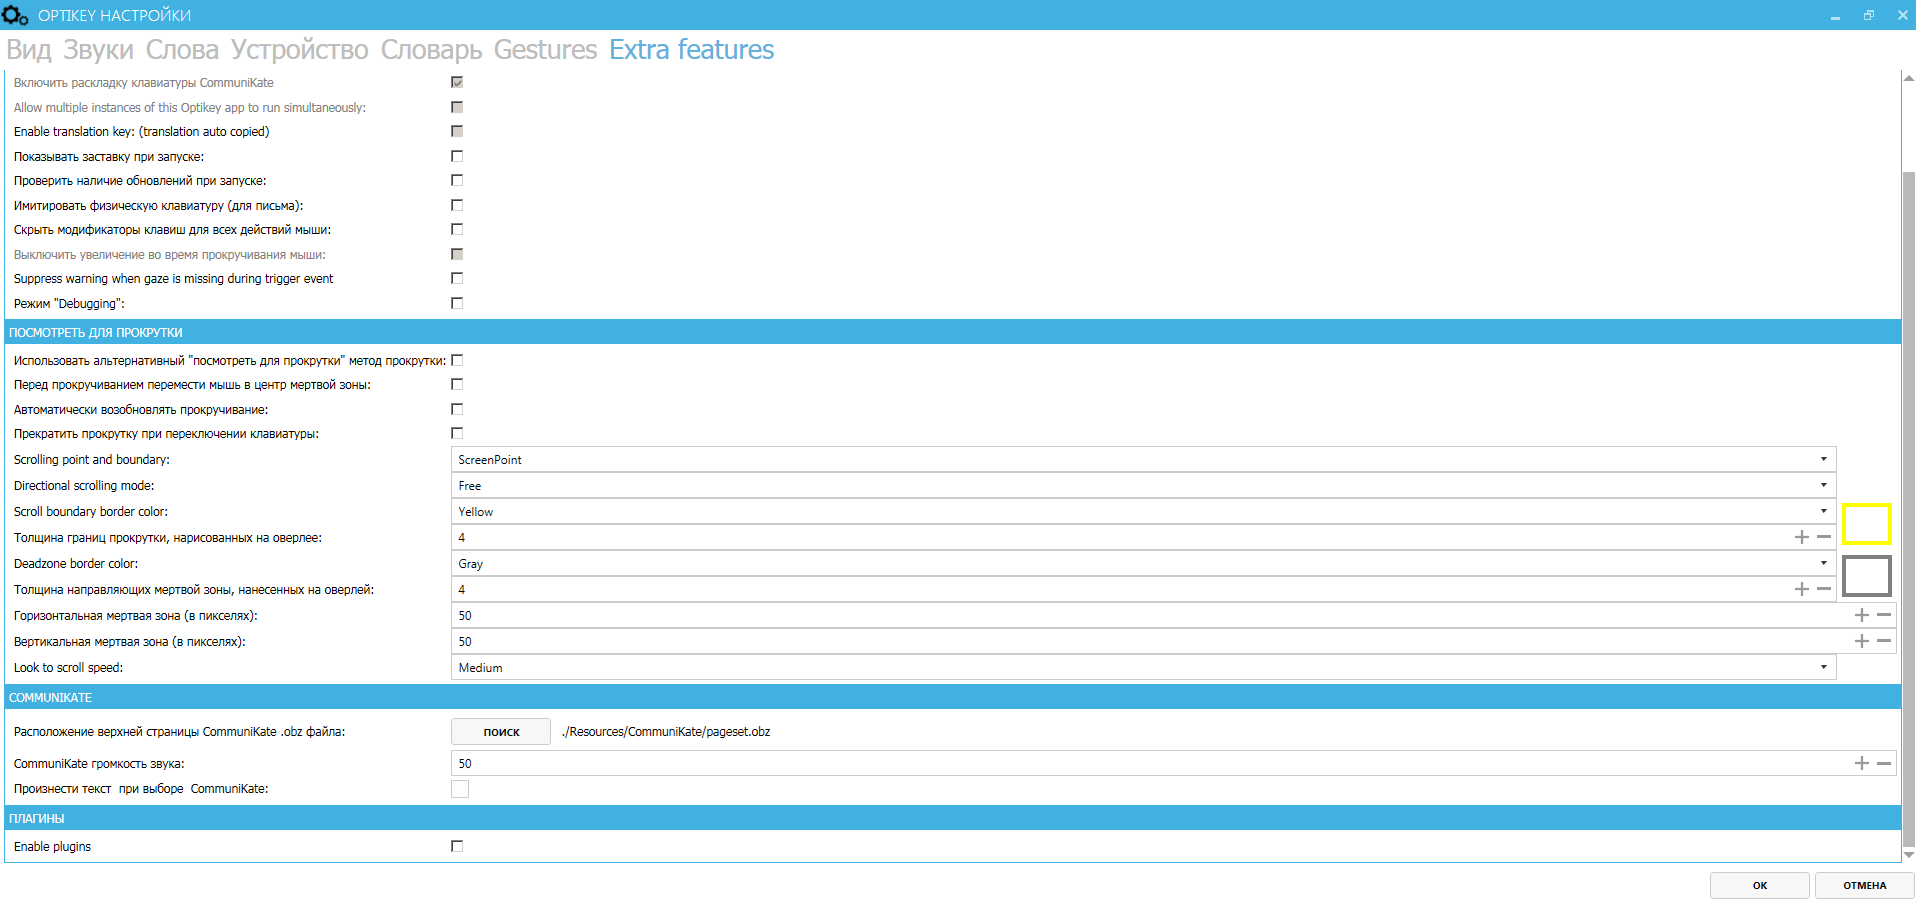 OPTIKEY НАСТРОЙКИ
Вид Звуки Слова Устройство Словарь Gestures Extra features
Включить раскладку клавиатуры CommuniKate
Allow multiple instances of this Optikey app to run simultaneously:
Enable translation key: (translation auto copied)
Показывать заставку при запуске:
Проверить наличие обновлений при запуске:
Имитировать физическую клавиатуру (для письма):
Скрыть модификаторы клавиш для всех действий мыши:
Выключить увеличение во время прокручивания мыши:
Suppress warning when gaze is missing during trigger event
Режим "Debugging":
ПОСМОТРЕТЬ ДЛЯ ПРОКРУТКИ
Использовать альтернативный "посмотреть для прокрутки" метод прокрутки:
Перед прокручиванием перемести мышь в центр мертвой зоны:
Автоматически возобновлять прокручивание:
Прекратить прокрутку при переключении клавиатуры:
Scrolling point and boundary: ScreenPoint
Directional scrolling mode: Free
Scroll boundary border color: Yellow
Толщина границ прокрутки, нарисованных на оверлее: 4
Deadzone border color: Gray
Толщина направляющих мертвой зоны, нанесенных на оверлей: 4
Горизонтальная мертвая зона (в пикселях): 50
Вертикальная мертвая зона (в пикселях): 50
Look to scroll speed: Medium
COMMUNIKATE
Расположение верхней страницы CommuniKate .obz файла: ПОИСК ./Resources/CommuniKate/pageset.obz
CommuniKate громкость звука: 50
Произнести текст при выборе CommuniKate:
ПЛАГИНЫ
Enable plugins
ОК ОТМЕНА